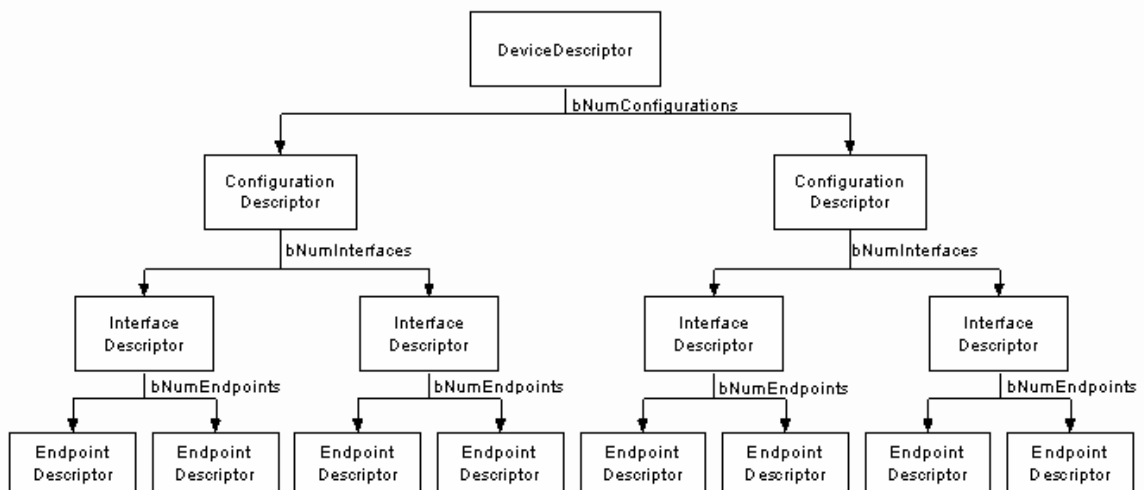 DeviceDescriptor
bNumConfigurations
Configuration
Descriptor
Configuration
Descriptor
bNumInterfaces
bNumInterfaces
Interface
Descriptor
Interface
Descriptor
Interface
Descriptor
Interface
Descriptor
bNumEndpoints
bNumEndpoints
bNumEndpoints
bNumEndpoints
Endpoint
Descriptor
Endpoint
Descriptor
Endpoint
Descriptor
Endpoint
Descriptor
Endpoint
Descriptor
Endpoint
Descriptor
Endpoint
Descriptor
Endpoint
Descriptor